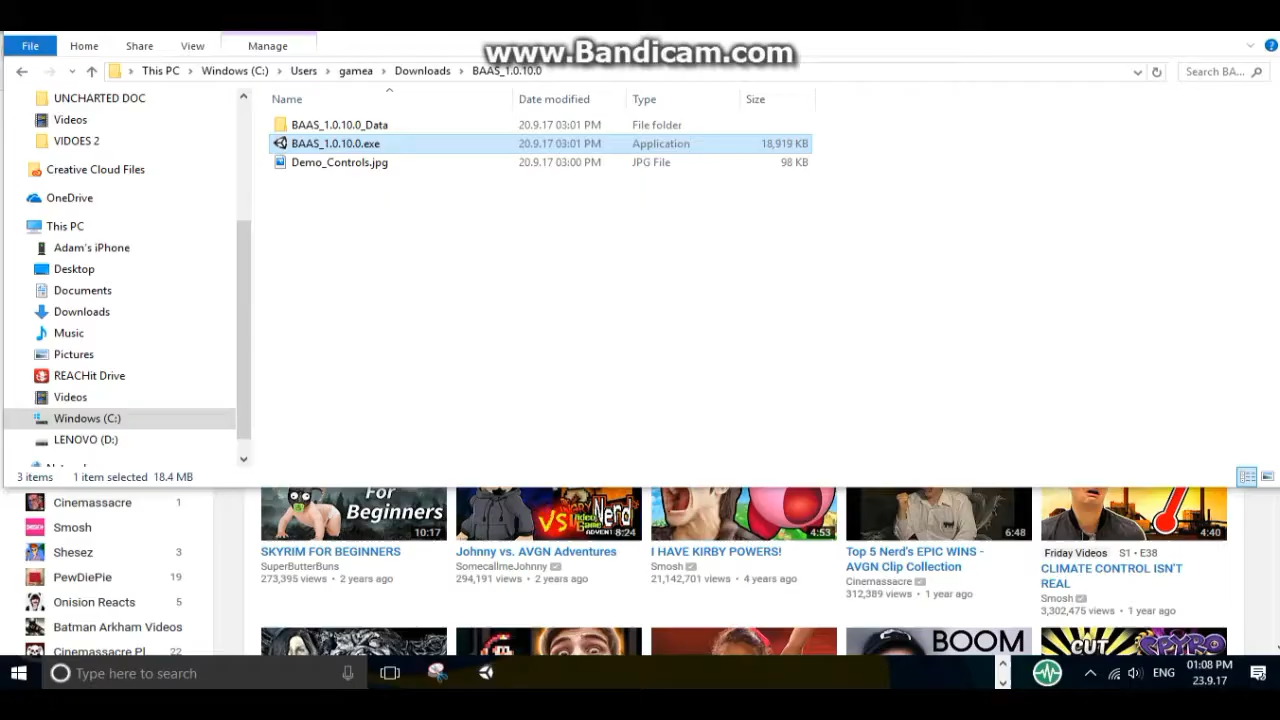 www.Bandicam.com
File Home Share View Manage
This PC Windows (C:) Users gamea Downloads BAAS_1.0.10.0 Search BA...
Name Date modified Type Size
BAAS_1.0.10.0_Data 20.9.17 03:01 PM File folder
BAAS_1.0.10.0.exe 20.9.17 03:01 PM Application 18,919 KB
Demo_Controls.jpg 20.9.17 03:00 PM JPG File 98 KB
UNCHARTED DOC
Videos
VIDOES 2
Creative Cloud Files
OneDrive
This PC
Adam's iPhone
Desktop
Documents
Downloads
Music
Pictures
REACHit Drive
Videos
Windows (C:)
LENOVO (D:)
3 items 1 item selected 18.4 MB
Cinemassacre 1
Smosh
Shesez 3
PewDiePie 19
Onision Reacts 5
Batman Arkham Videos
Cinemassacre Pl... 22
For
Beginners
10:17
SKYRIM FOR BEGINNERS
SuperButterBuns
273,395 views • 2 years ago
VS
ANGRY
Nerd
8:24
Johnny vs. AVGN Adventures
SomecallmeJohnny
294,191 views • 2 years ago
4:53
I HAVE KIRBY POWERS!
Smosh
21,142,701 views • 4 years ago
6:48
Top 5 Nerd's EPIC WINS -
AVGN Clip Collection
Cinemassacre
312,389 views • 1 year ago
4:40
Friday Videos S1 • E38
CLIMATE CONTROL ISN'T
REAL
Smosh
3,302,475 views • 1 year ago
BOOM
CUT
SPYRO
Type here to search
ENG
01:08 PM
23.9.17